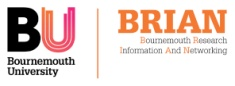 BU
Bournemouth
University
BRIAN
Bournemouth Research
Information And Networking